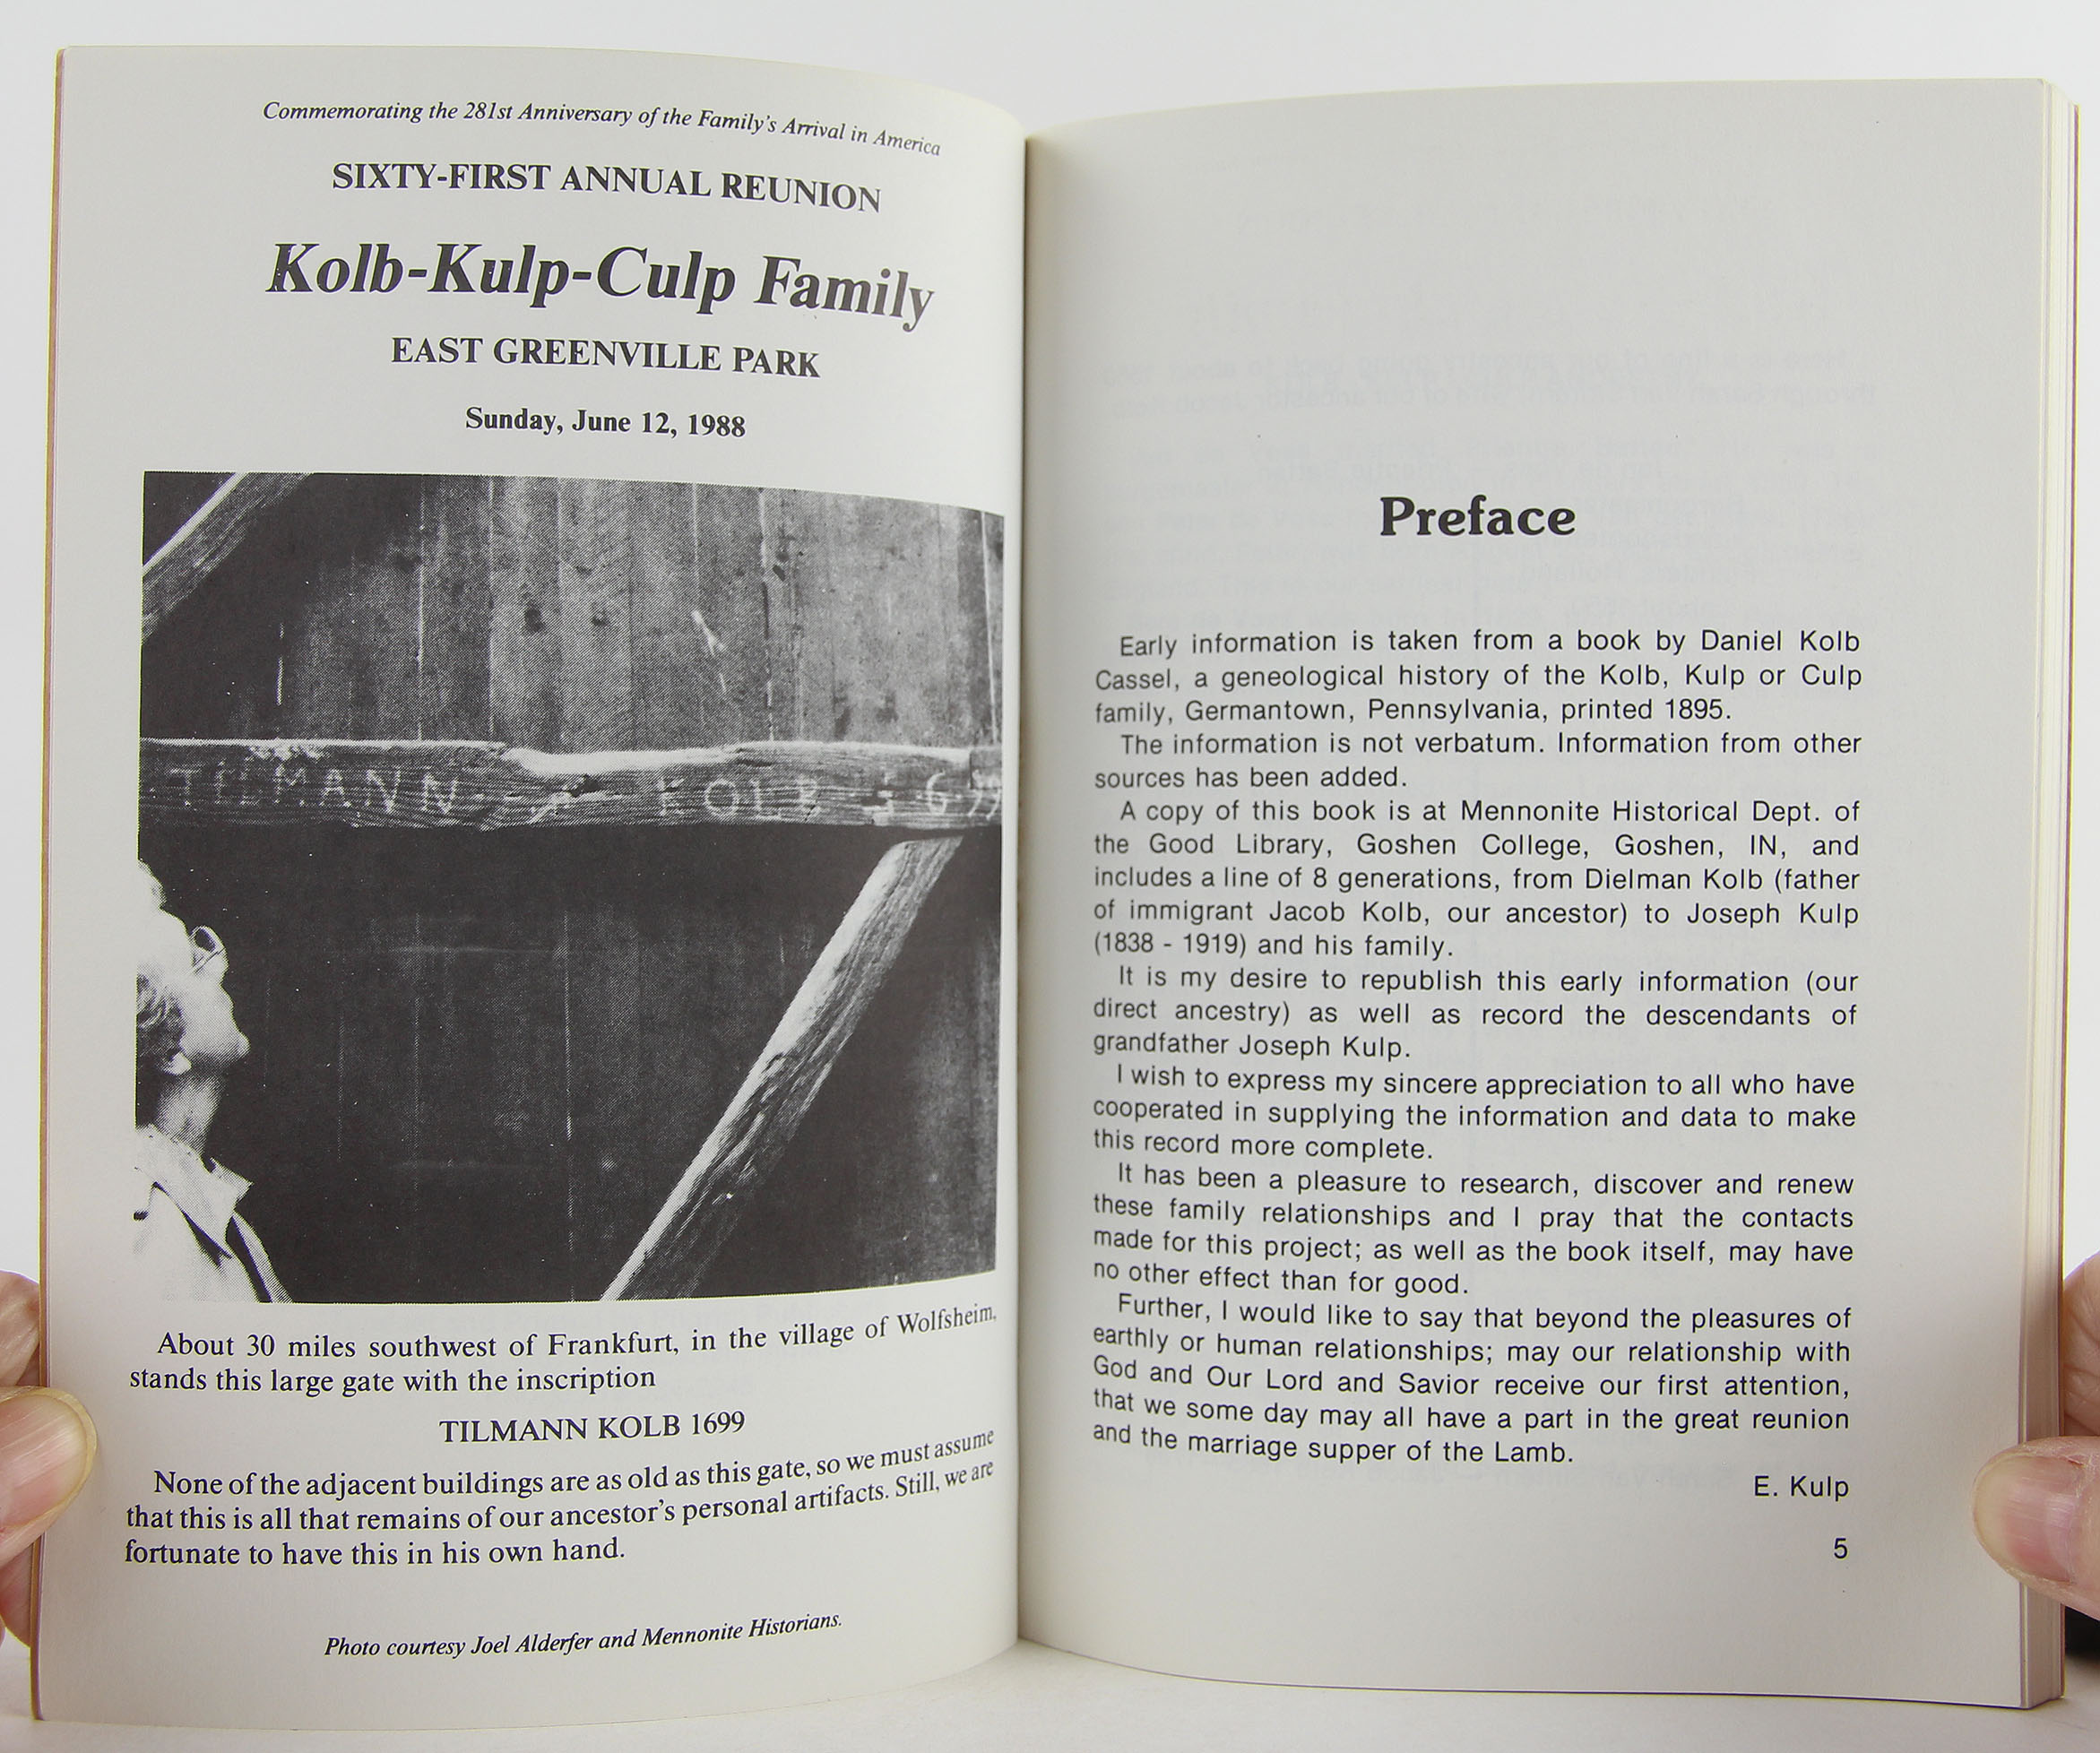 Commemorating the 281st Anniversary of the Family's Arrival in America
SIXTY-FIRST ANNUAL REUNION
Kolb-Kulp-Culp Family
EAST GREENVILLE PARK
Sunday, June 12, 1988
TILMANN KOLB 1699
About 30 miles southwest of Frankfurt, in the village of Wolfsheim,
stands this large gate with the inscription
TILMANN KOLB 1699
None of the adjacent buildings are as old as this gate, so we must assume
that this is all that remains of our ancestor's personal artifacts. Still, we are
fortunate to have this in his own hand.
Photo courtesy Joel Alderfer and Mennonite Historians.
Preface
Early information is taken from a book by Daniel Kolb
Cassel, a geneological history of the Kolb, Kulp or Culp
family, Germantown, Pennsylvania, printed 1895.
The information is not verbatum. Information from other
sources has been added.
A copy of this book is at Mennonite Historical Dept. of
the Good Library, Goshen College, Goshen, IN, and
includes a line of 8 generations, from Dielman Kolb (father
of immigrant Jacob Kolb, our ancestor) to Joseph Kulp
(1838 - 1919) and his family.
It is my desire to republish this early information (our
direct ancestry) as well as record the descendants of
grandfather Joseph Kulp.
I wish to express my sincere appreciation to all who have
cooperated in supplying the information and data to make
this record more complete.
It has been a pleasure to research, discover and renew
these family relationships and I pray that the contacts
made for this project; as well as the book itself, may have
no other effect than for good.
Further, I would like to say that beyond the pleasures of
earthly or human relationships; may our relationship with
God and Our Lord and Savior receive our first attention,
that we some day may all have a part in the great reunion
and the marriage supper of the Lamb.
E. Kulp
5